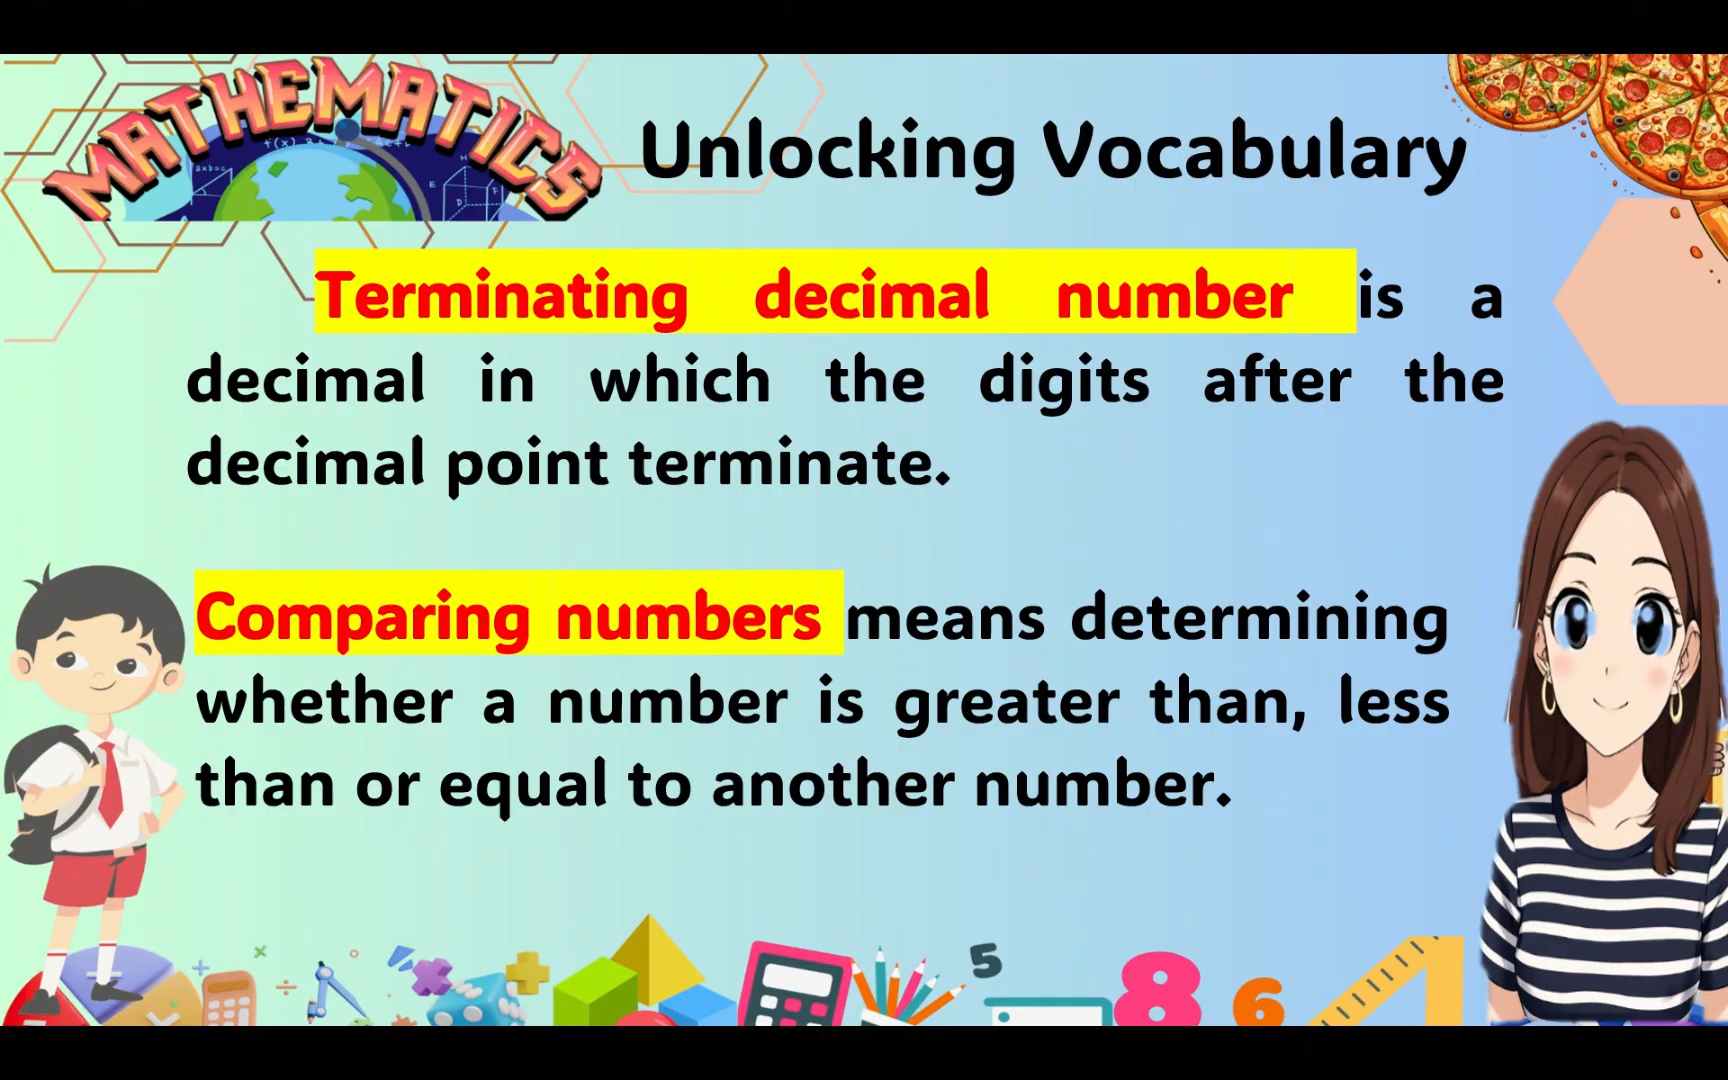 MATHEMATICS
Unlocking Vocabulary
Terminating decimal number is a
decimal in which the digits after the
decimal point terminate.
Comparing numbers means determining
whether a number is greater than, less
than or equal to another number.
5
8
6